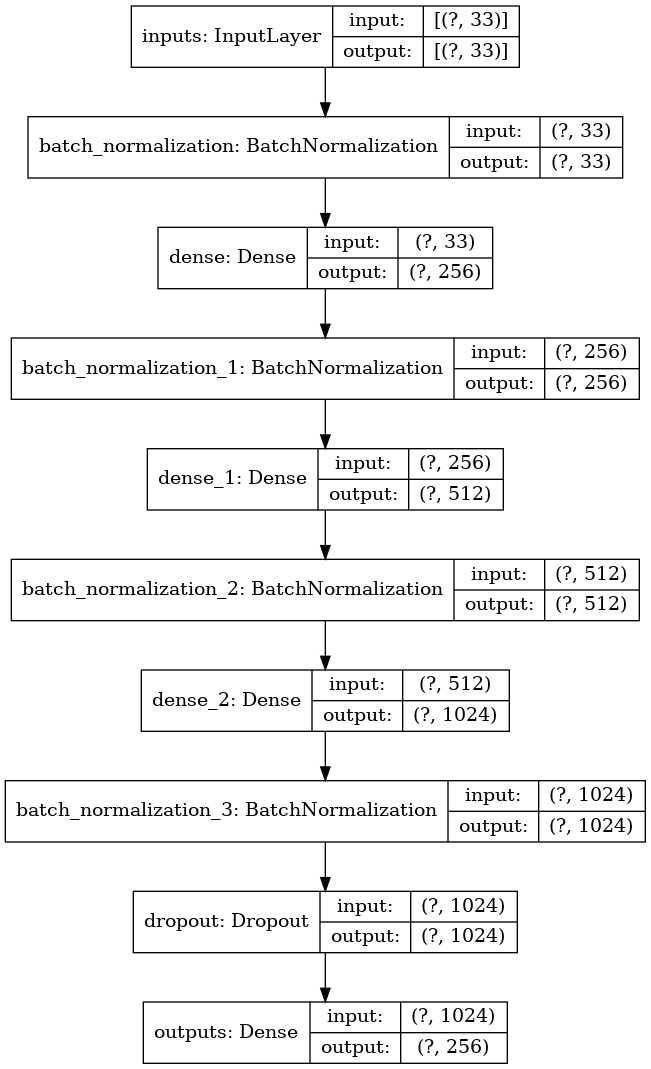 inputs: InputLayer
input:
[(?, 33)]
output:
[(?, 33)]
batch_normalization: BatchNormalization
input:
(?, 33)
output:
(?, 33)
dense: Dense
input:
(?, 33)
output:
(?, 256)
batch_normalization_1: BatchNormalization
input:
(?, 256)
output:
(?, 256)
dense_1: Dense
input:
(?, 256)
output:
(?, 512)
batch_normalization_2: BatchNormalization
input:
(?, 512)
output:
(?, 512)
dense_2: Dense
input:
(?, 512)
output:
(?, 1024)
batch_normalization_3: BatchNormalization
input:
(?, 1024)
output:
(?, 1024)
dropout: Dropout
input:
(?, 1024)
output:
(?, 1024)
outputs: Dense
input:
(?, 1024)
output:
(?, 256)